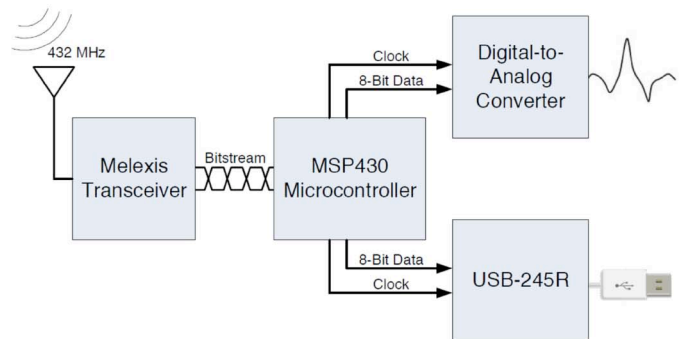 432 MHz
Melexis
Transceiver
Bitstream
MSP430
Microcontroller
Clock
8-Bit Data
Digital-to-
Analog
Converter
8-Bit Data
Clock
USB-245R